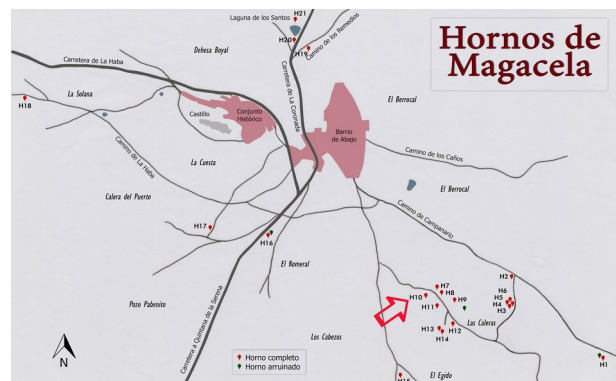 Hornos de
Magacela
H21
Laguna de los Santos
H20
H19
Camino de los Remedios
Dehesa Boyal
Carretera de La Haba
Carretera de La Coronada
La Solana
H18
Castillo
Conjunto
Histórico
Barrio
de Abajo
El Berrocal
Camino de La Haba
La Cuesta
Camino de los Caños
Calera del Puerto
El Berrocal
H17
H16
Camino de Campanario
El Romeral
H2
H7
H8
H10
H9
H6
H5
H4
H3
H11
Pozo Pabenito
Carretera a Quintana de la Serena
Los Cabezos
H13
H12
H14
Las Caleras
H1
Horno completo
Horno arruinado
N
H15
El Egido